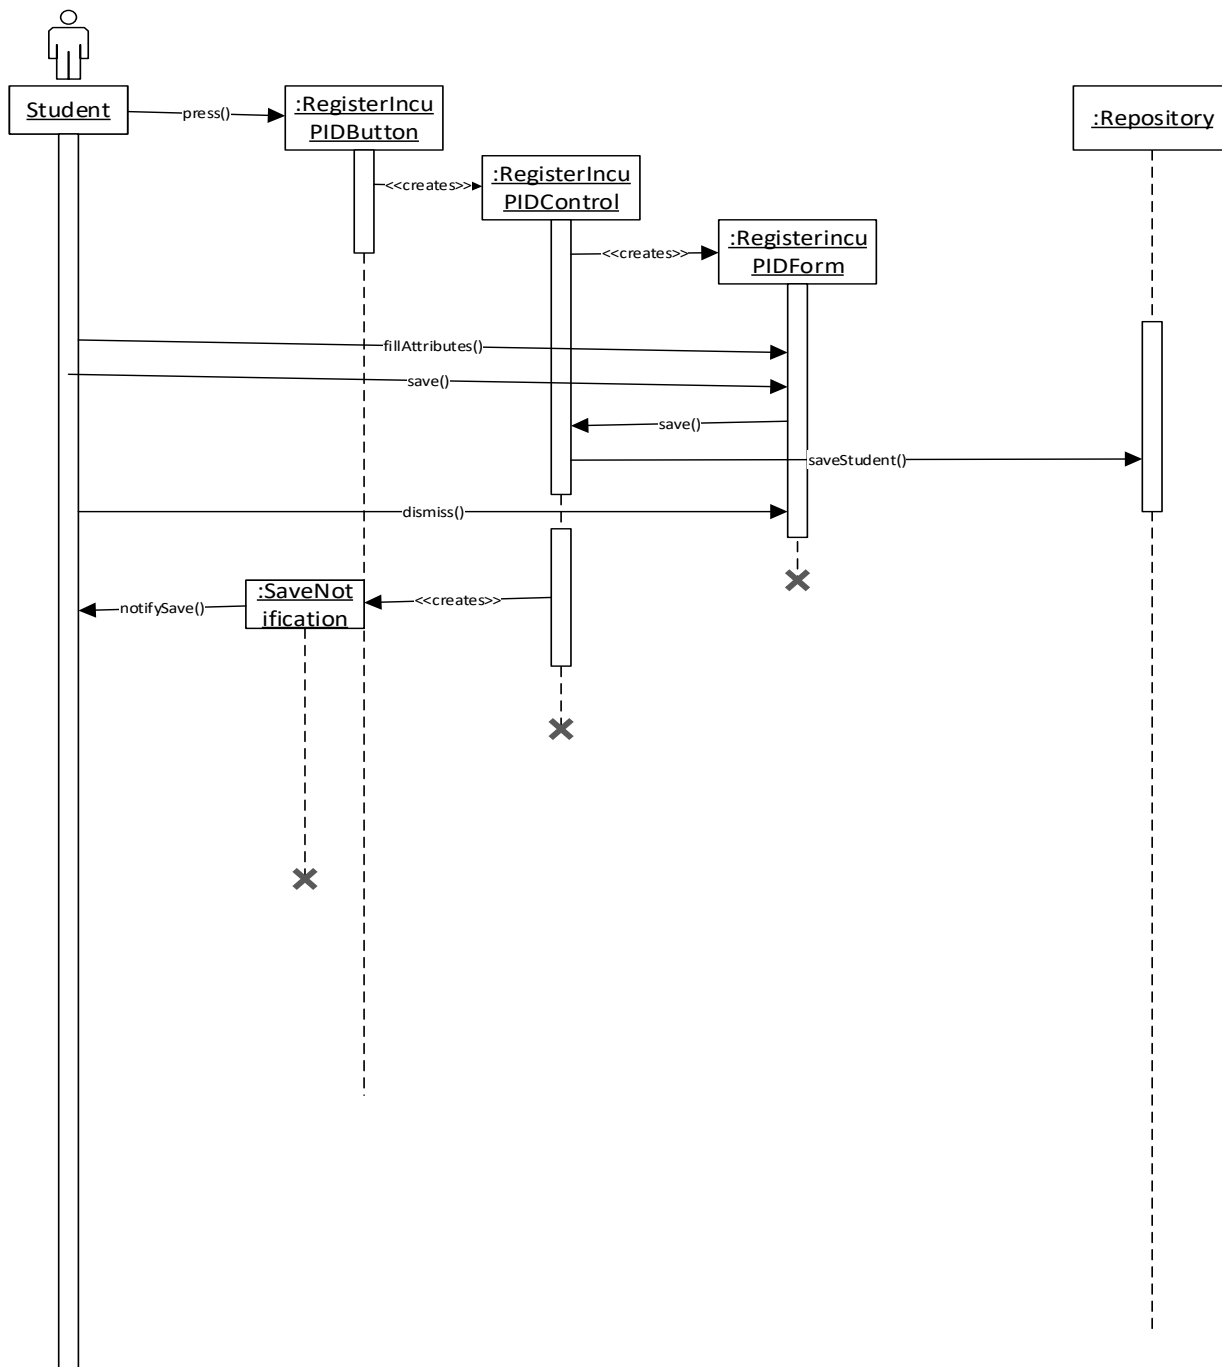 Student
press()
:RegisterIncu
PIDButton
:Repository
<<creates>>
:RegisterIncu
PIDControl
<<creates>>
:Registerincu
PIDForm
fillAttributes()
save()
save()
saveStudent()
dismiss()
:SaveNot
ification
<<creates>>
notifySave()